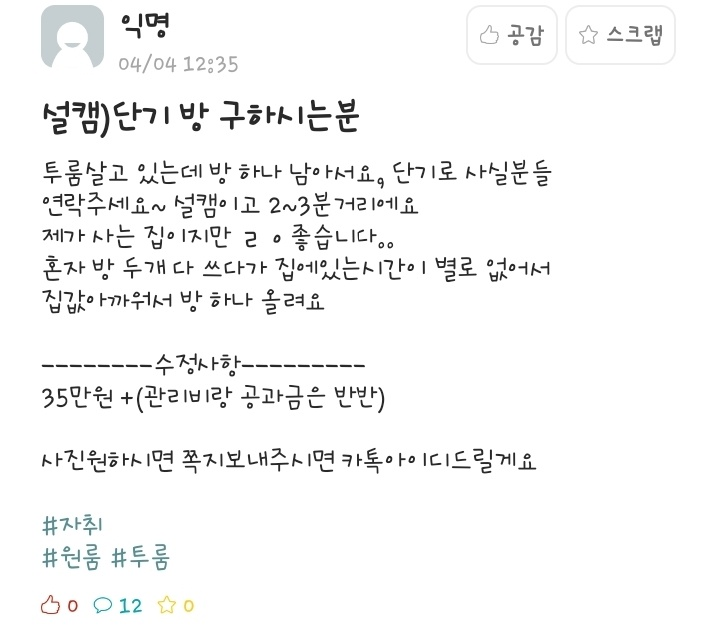 익명
04/04 12:35
공감
스크랩
설캠)단기 방 구하시는분
투룸살고 있는데 방 하나 남아서요, 단기로 사실분들
연락주세요~ 설캠이고 2~3분거리에요
제가 사는 집이지만 ㄹㅇ좋습니다..
혼자 방 두개 다 쓰다가 집에있는시간이 별로 없어서
집값아까워서 방 하나 올려요
--------수정사항---------
35만원 +(관리비랑 공과금은 반반)
사진원하시면 쪽지보내주시면 카톡아이디드릴게요
#자취
#원룸 #투룸
0 12 0